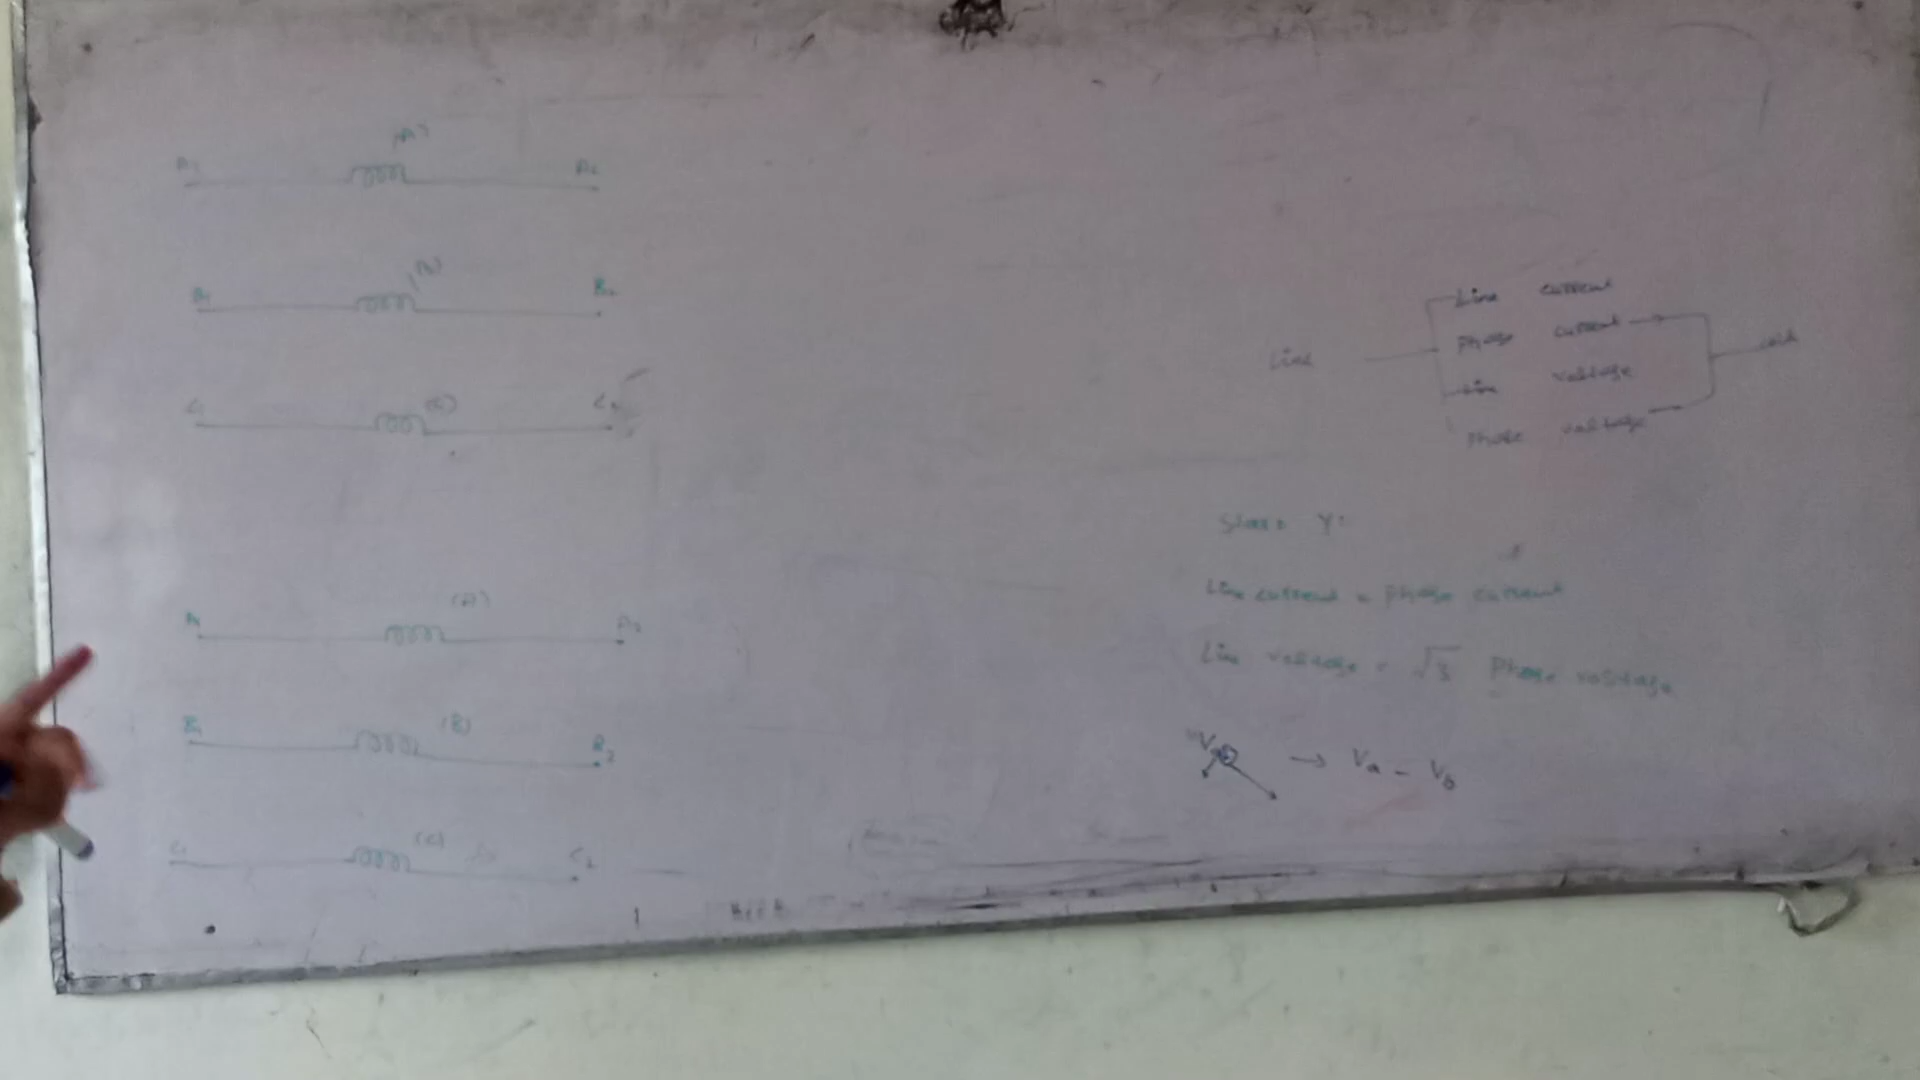 (A)
A1 A2
(B)
B1 B2
(C)
C1 C2
(A)
A1 A2
(B)
B1 B2
(C)
C1 C2
Line current
Phase current
Line
Line voltage
Phase voltage
Star: Y:
Line current = Phase current
Line voltage = √3 Phase voltage
→ Va - Vb